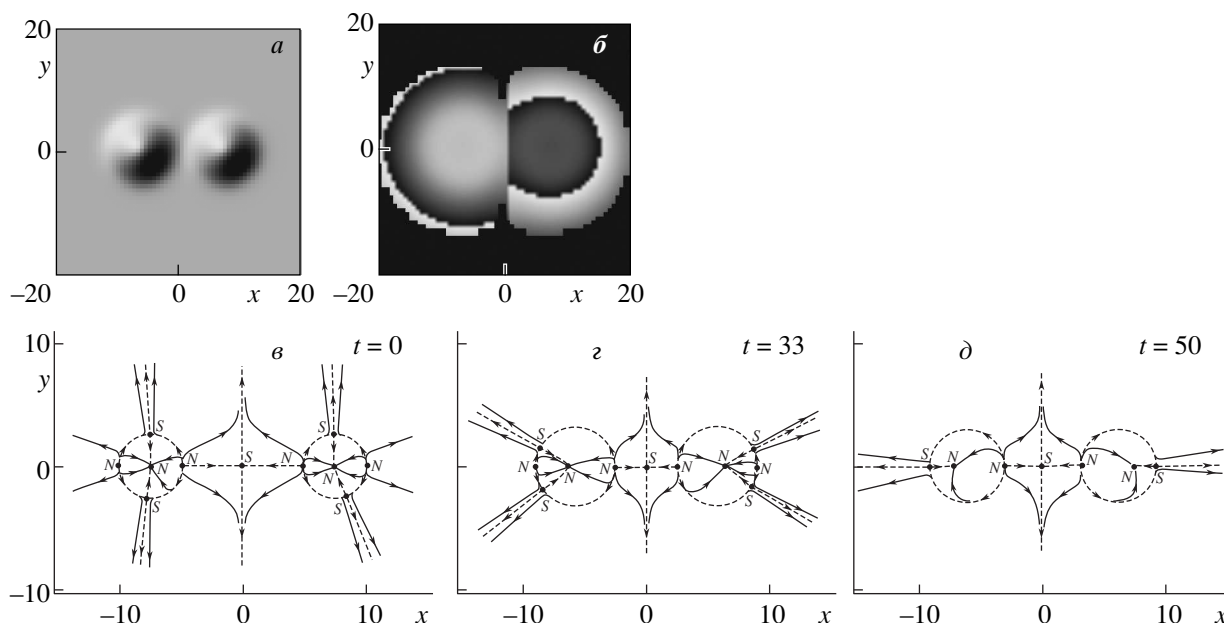 20 а
y
0
–20 0 x 20
20 б
y
0
–20 0 x 20
10 в t = 0
y
S S
N N N S N N N
0
S S
–10
–10 0 10 x
г t = 33
S S
N N N S N N N
S S
–10 0 10
д t = 50
S N N S N N S
–10 0 10 x